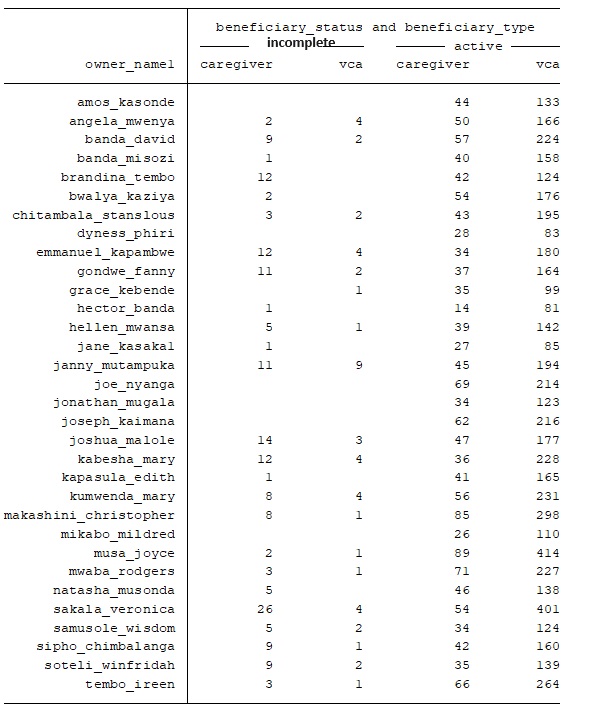 beneficiary_status and beneficiary_type
incomplete active
owner_name1 caregiver vca caregiver vca
amos_kasonde 44 133
angela_mwenya 2 4 50 166
banda_david 9 2 57 224
banda_misozi 1 40 158
brandina_tembo 12 42 124
bwalya_kaziya 2 54 176
chitambala_stanslous 3 2 43 195
dyness_phiri 28 83
emmanuel_kapambwe 12 4 34 180
gondwe_fanny 11 2 37 164
grace_kebende 1 35 99
hector_banda 1 14 81
hellen_mwansa 5 1 39 142
jane_kasakal 1 27 85
janny_mutampuka 11 9 45 194
joe_nyanga 69 214
jonathan_mugala 34 123
joseph_kaimana 62 216
joshua_malole 14 3 47 177
kabesha_mary 12 4 36 228
kapasula_edith 1 41 165
kumwenda_mary 8 4 56 231
makashini_christopher 8 1 85 298
mikabo_mildred 26 110
musa_joyce 2 1 89 414
mwaba_rodgers 3 1 71 227
natasha_musonda 5 46 138
sakala_veronica 26 4 54 401
samusole_wisdom 5 2 34 124
sipho_chimbalanga 9 1 42 160
soteli_winfridah 9 2 35 139
tembo_ireen 3 1 66 264